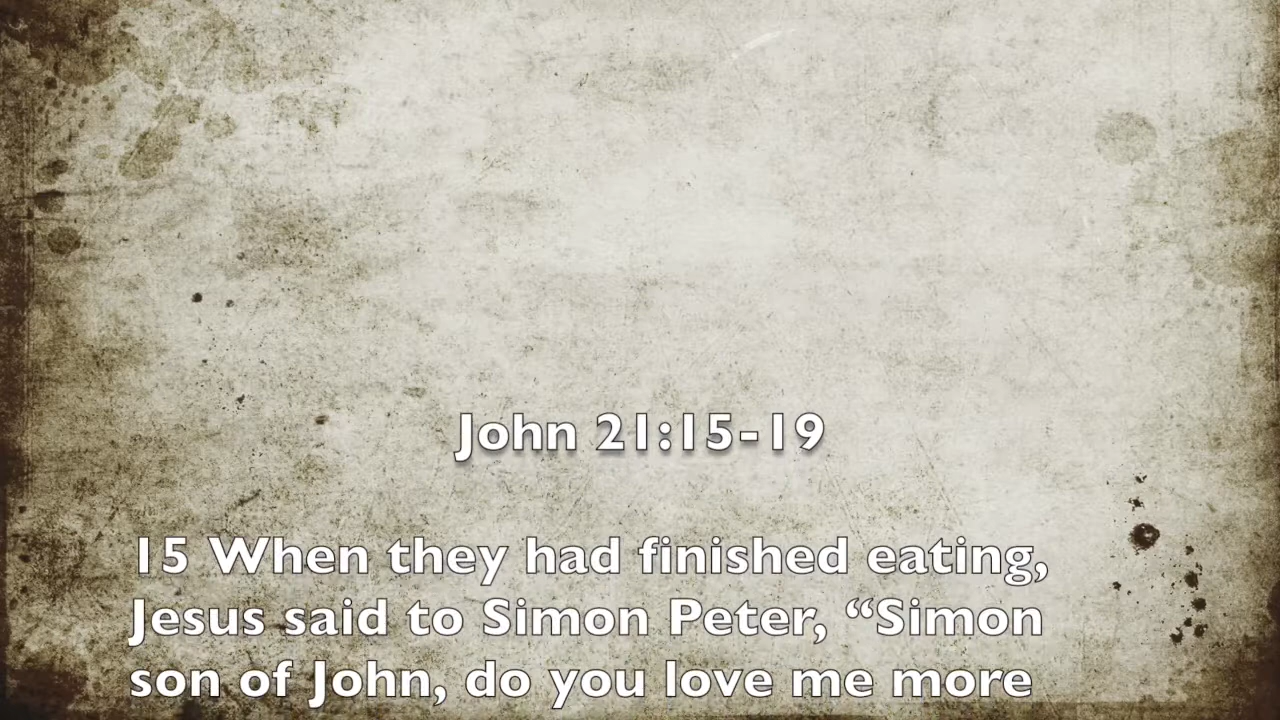 John 21:15-19
15 When they had finished eating,
Jesus said to Simon Peter, “Simon
son of John, do you love me more